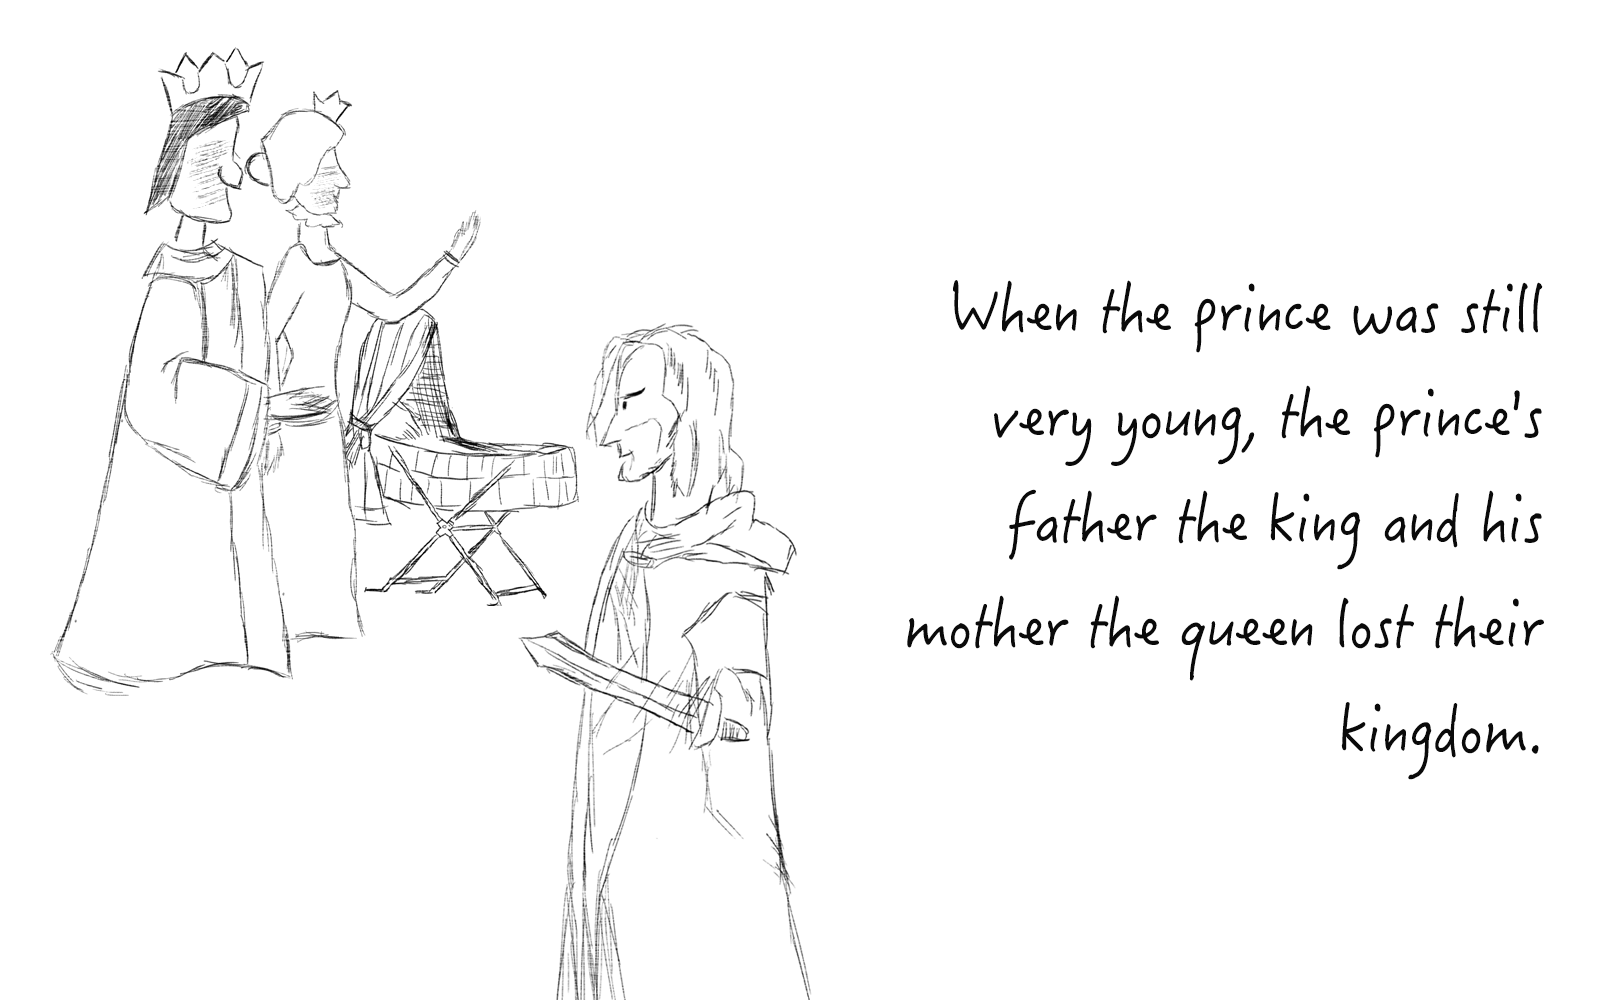 When the prince was still
very young, the prince's
father the king and his
mother the queen lost their
kingdom.